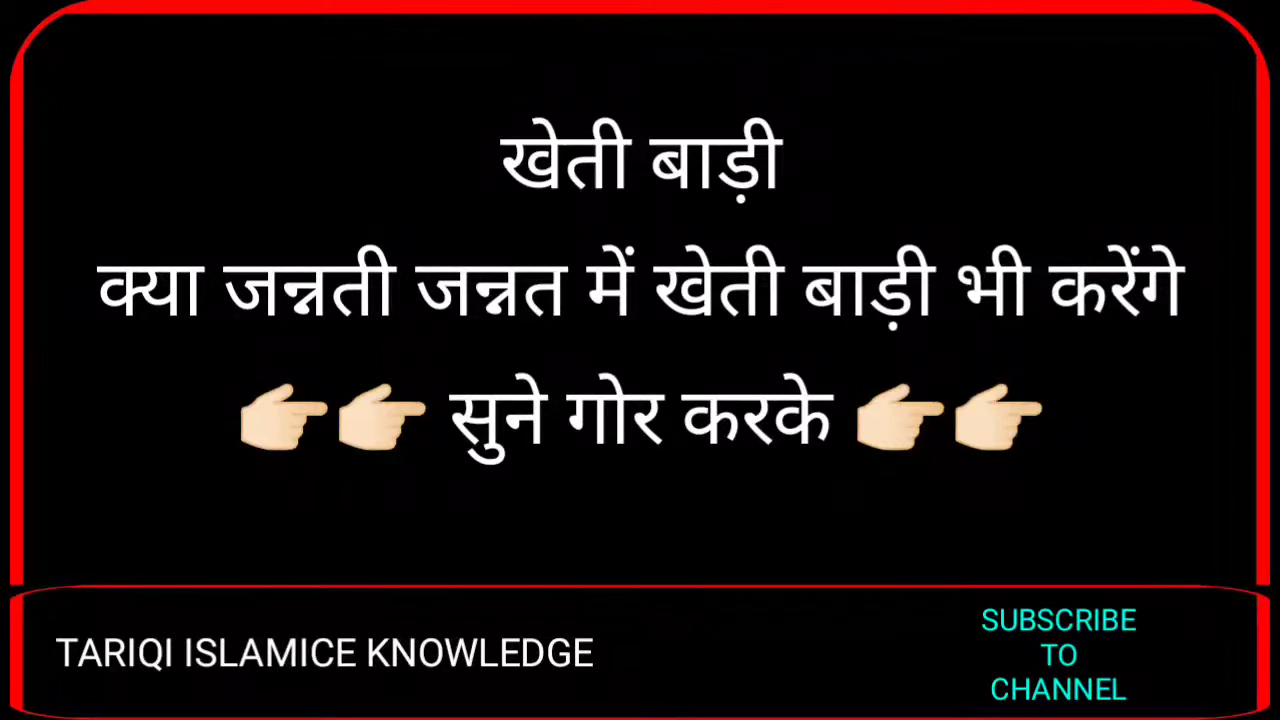 खेती बाड़ी
क्या जन्नती जन्नत में खेती बाड़ी भी करेंगे
👉🏻👉🏻 सुने गोर करके 👉🏻👉🏻
TARIQI ISLAMICE KNOWLEDGE
SUBSCRIBE
TO
CHANNEL